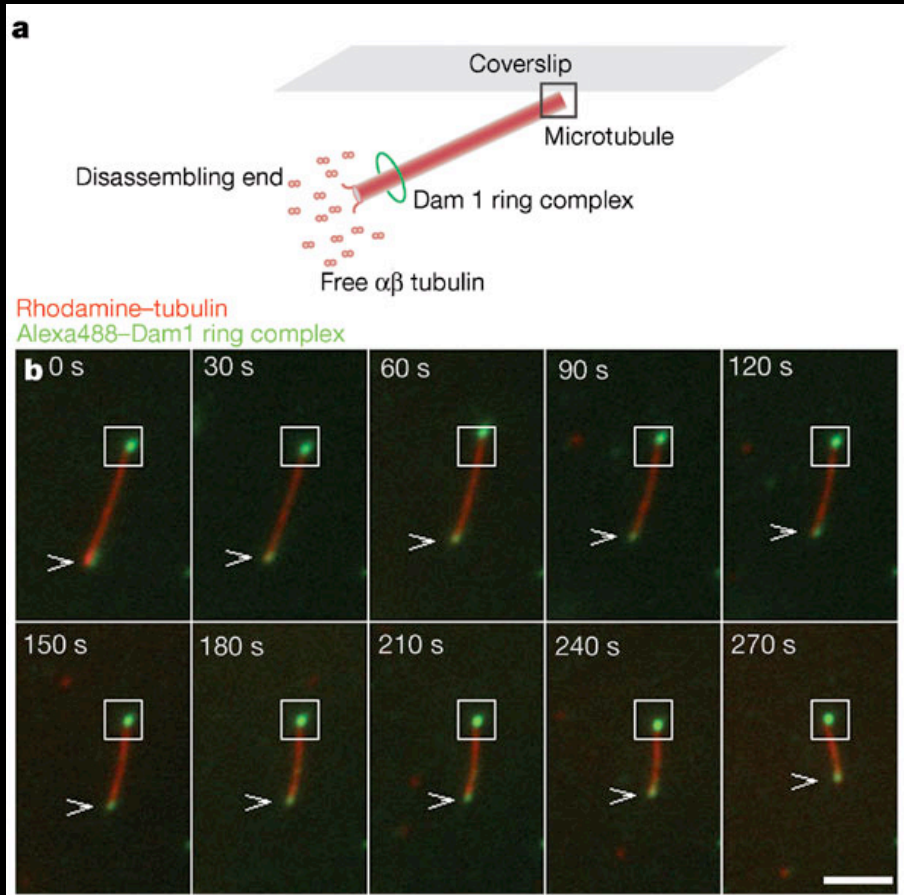 a
Coverslip
Microtubule
Disassembling end
Dam 1 ring complex
Free αβ tubulin
Rhodamine–tubulin
Alexa488–Dam1 ring complex
b 0 s 30 s 60 s 90 s 120 s
150 s 180 s 210 s 240 s 270 s